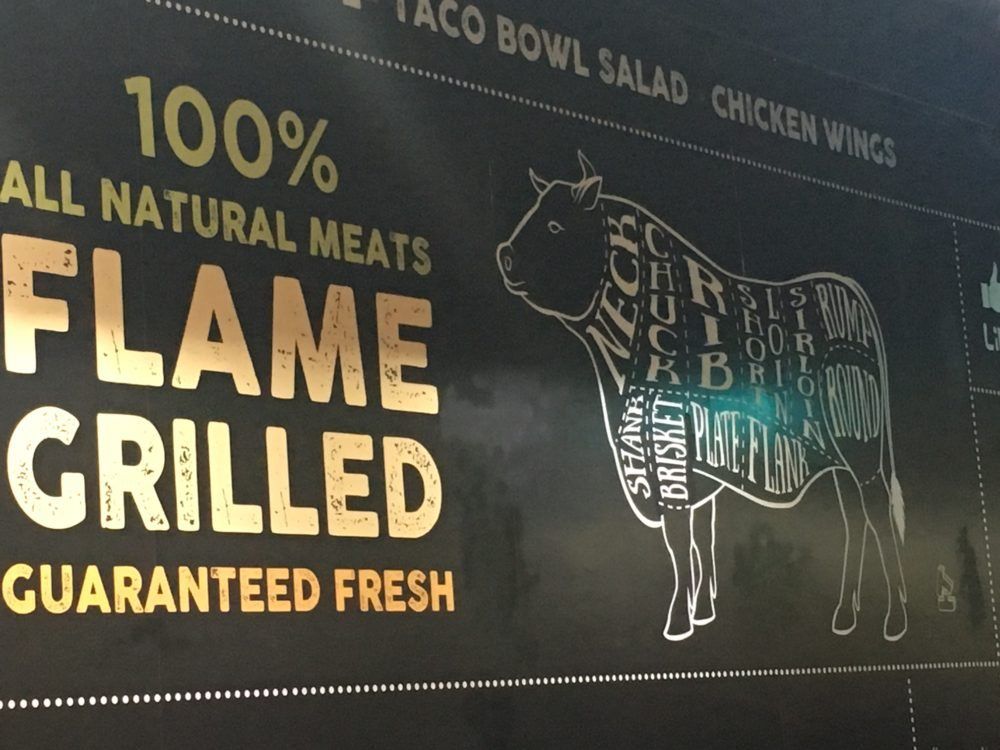 TACO BOWL SALAD CHICKEN WINGS
100%
ALL NATURAL MEATS
FLAME
GRILLED
GUARANTEED FRESH
NECK
CHUCK
RIB
SHORT
LOIN
SIRLOIN
RUMP
ROUND
SHANK
BRISKET
PLATE
FLANK